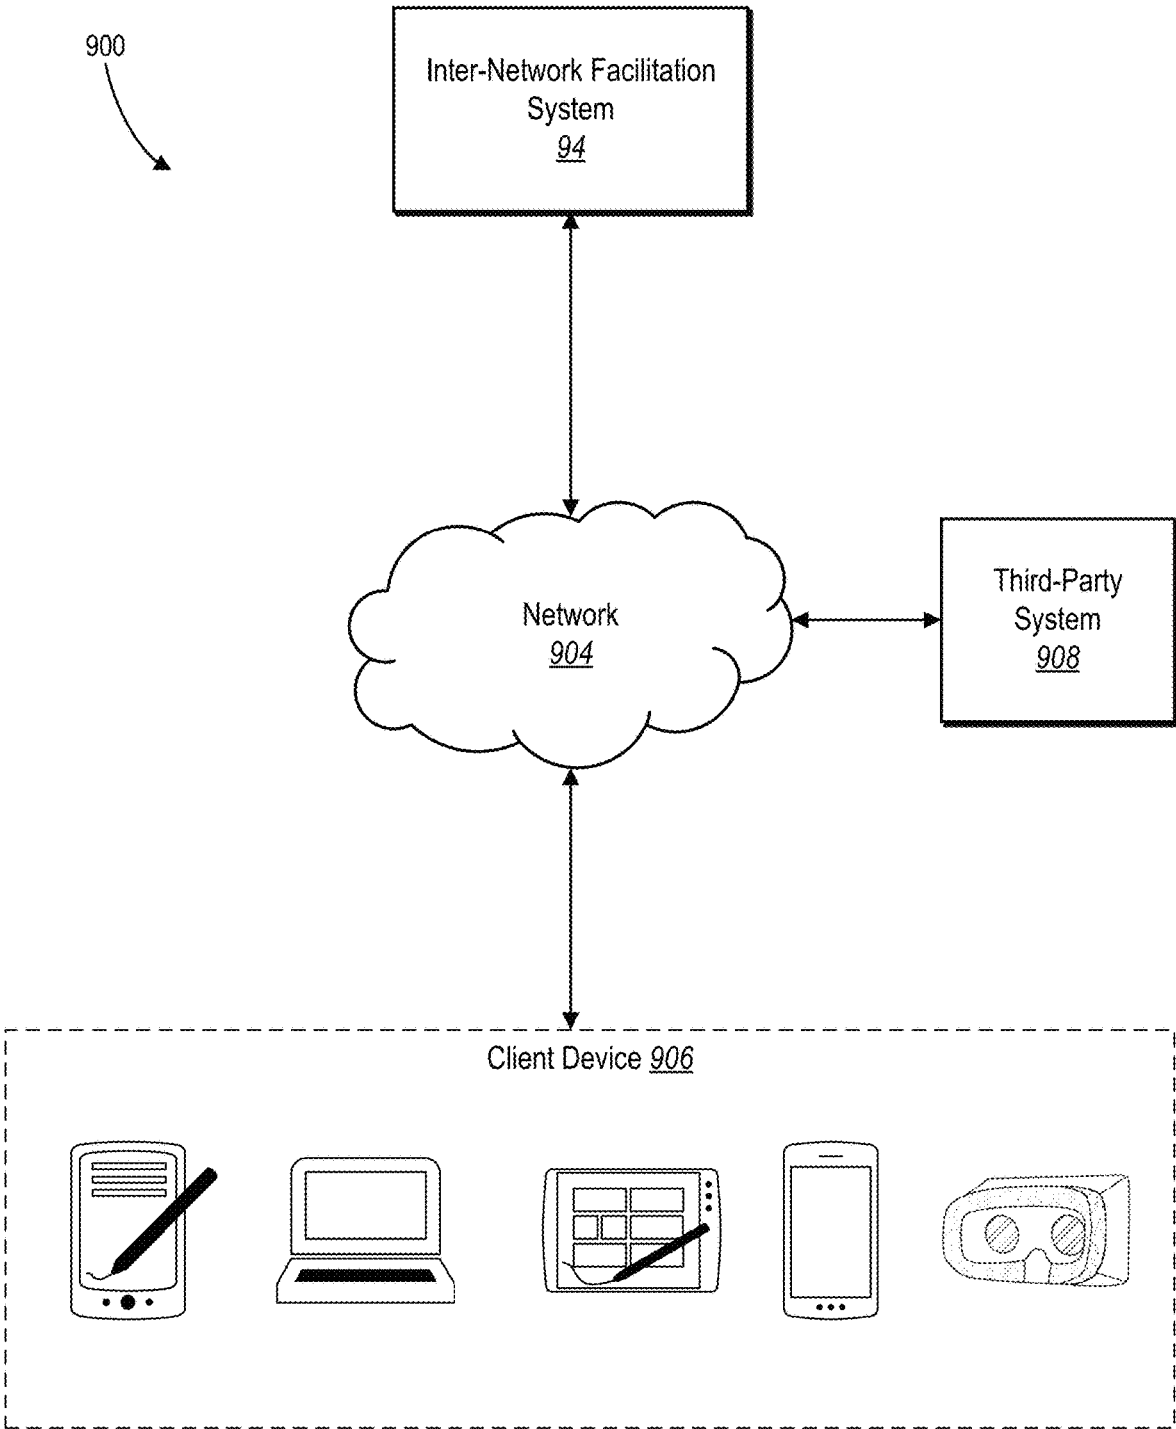 900
Inter-Network Facilitation
System
94
Network
904
Third-Party
System
908
Client Device 906